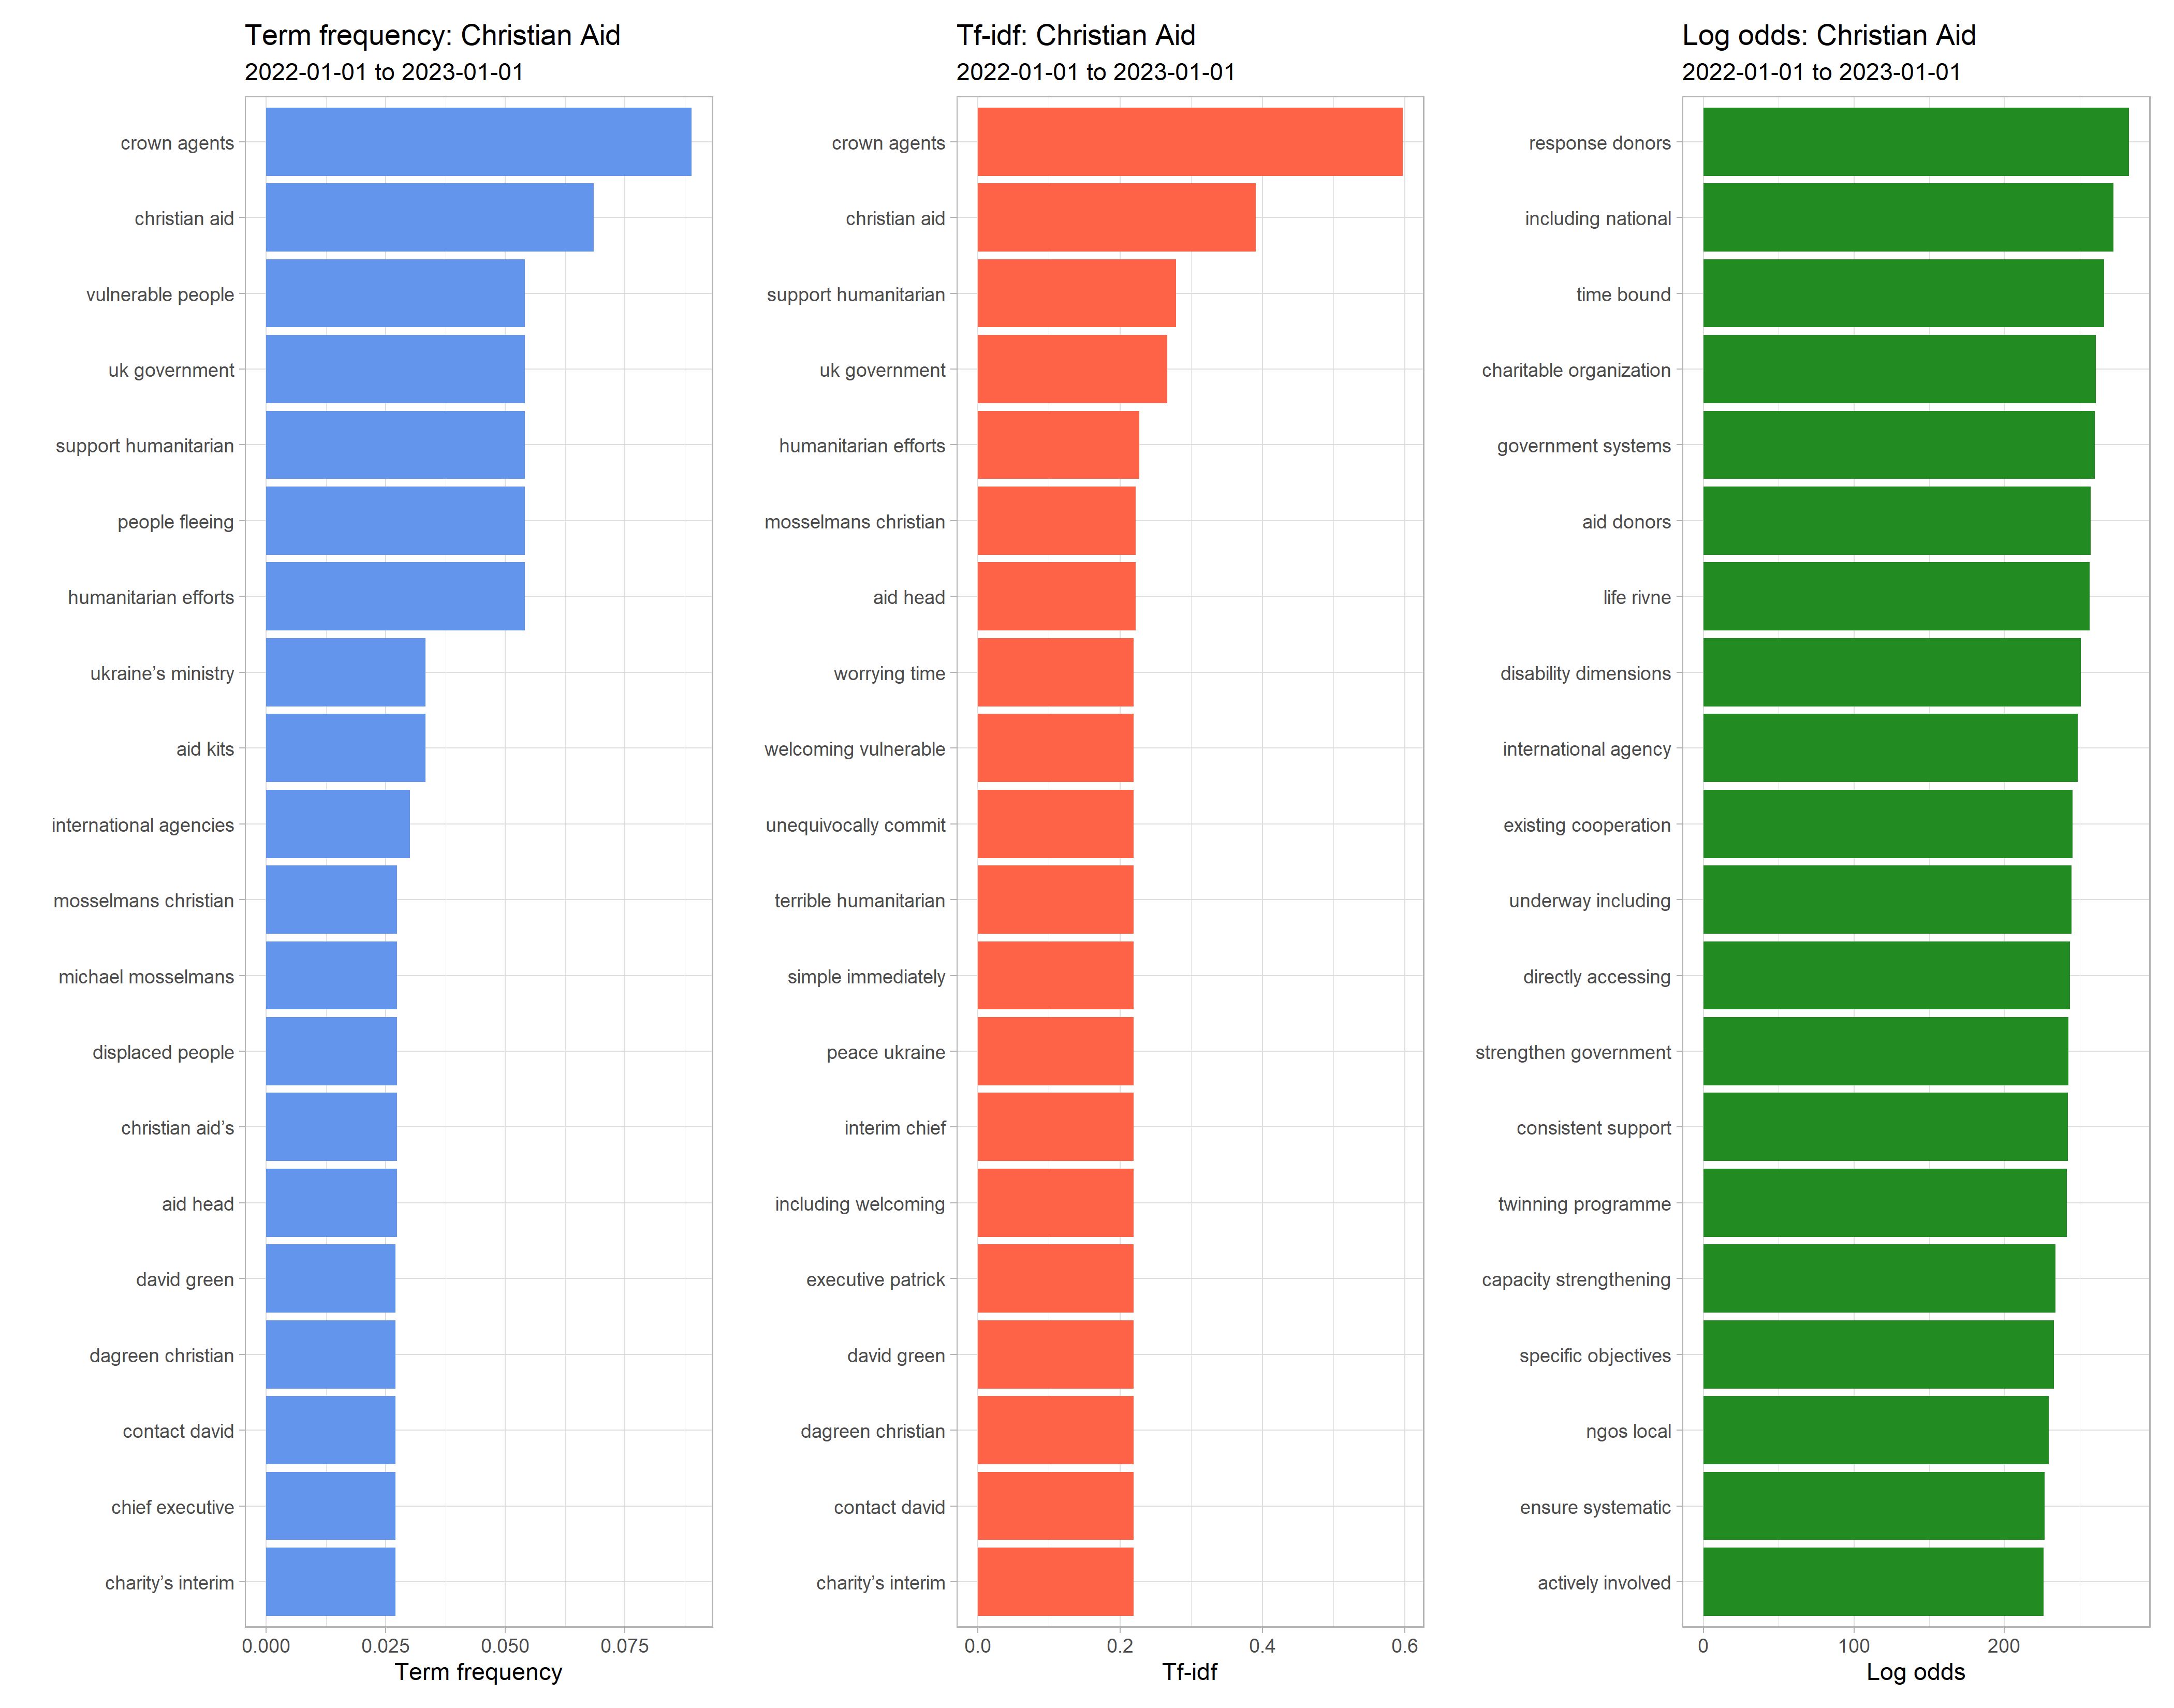 Term frequency: Christian Aid
2022-01-01 to 2023-01-01
crown agents
christian aid
vulnerable people
uk government
support humanitarian
people fleeing
humanitarian efforts
ukraine’s ministry
aid kits
international agencies
mosselmans christian
michael mosselmans
displaced people
christian aid’s
aid head
david green
dagreen christian
contact david
chief executive
charity’s interim
0.000 0.025 0.050 0.075
Term frequency
Tf-idf: Christian Aid
2022-01-01 to 2023-01-01
crown agents
christian aid
support humanitarian
uk government
humanitarian efforts
mosselmans christian
aid head
worrying time
welcoming vulnerable
unequivocally commit
terrible humanitarian
simple immediately
peace ukraine
interim chief
including welcoming
executive patrick
david green
dagreen christian
contact david
charity’s interim
0.0 0.2 0.4 0.6
Tf-idf
Log odds: Christian Aid
2022-01-01 to 2023-01-01
response donors
including national
time bound
charitable organization
government systems
aid donors
life rivne
disability dimensions
international agency
existing cooperation
underway including
directly accessing
strengthen government
consistent support
twinning programme
capacity strengthening
specific objectives
ngos local
ensure systematic
actively involved
0 100 200
Log odds